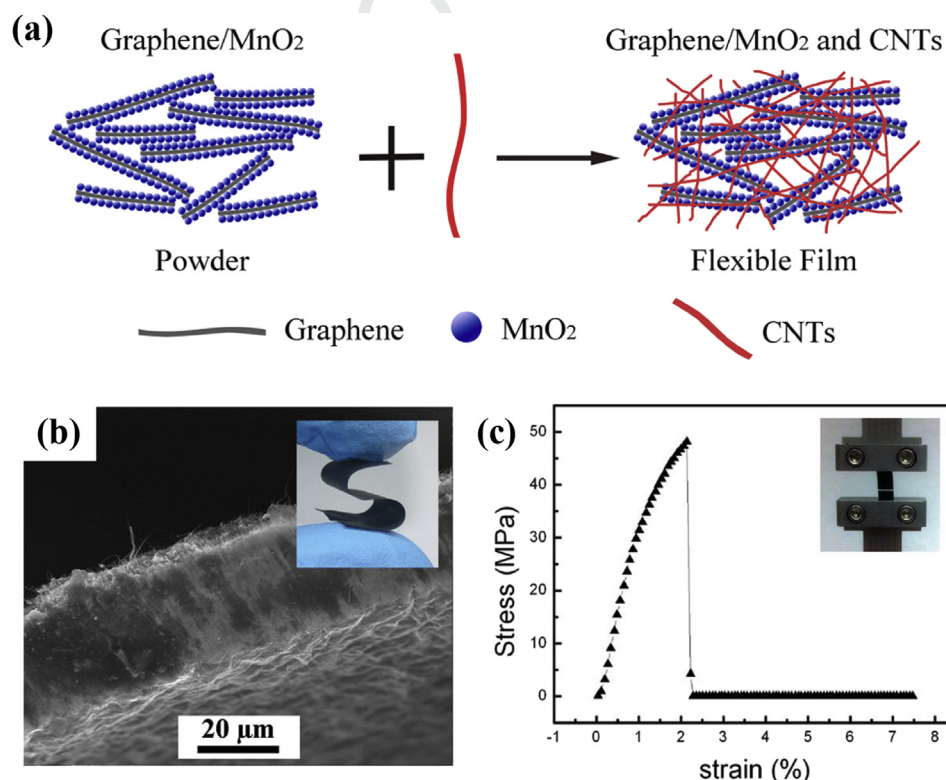 (a)
Graphene/MnO₂
Graphene/MnO₂ and CNTs
Powder
Flexible Film
Graphene
MnO₂
CNTs
(b)
20 μm
(c)
Stress (MPa)
50
40
30
20
10
0
-1 0 1 2 3 4 5 6 7 8
strain (%)